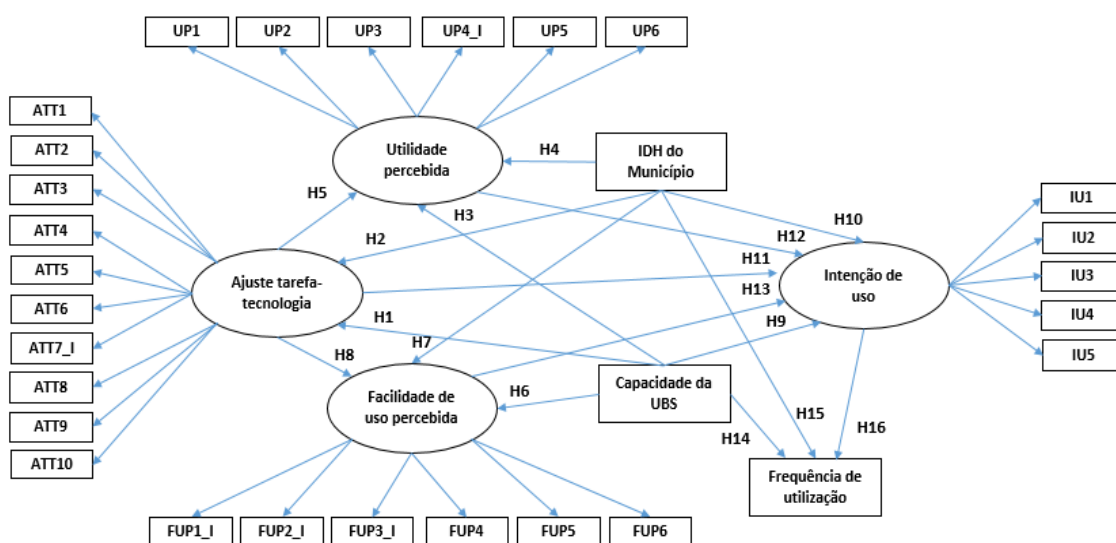 UP1
UP2
UP3
UP4_I
UP5
UP6
ATT1
ATT2
ATT3
ATT4
ATT5
ATT6
ATT7_I
ATT8
ATT9
ATT10
Utilidade
percebida
H4
IDH do
Município
H5
H3
H2
H10
H12
IU1
IU2
IU3
IU4
IU5
Ajuste tarefa-
tecnologia
H11
Intenção de
uso
H13
H1
H9
H7
H8
Facilidade de
uso percebida
H6
Capacidade da
UBS
H14
H15
H16
Frequência de
utilização
FUP1_I
FUP2_I
FUP3_I
FUP4
FUP5
FUP6